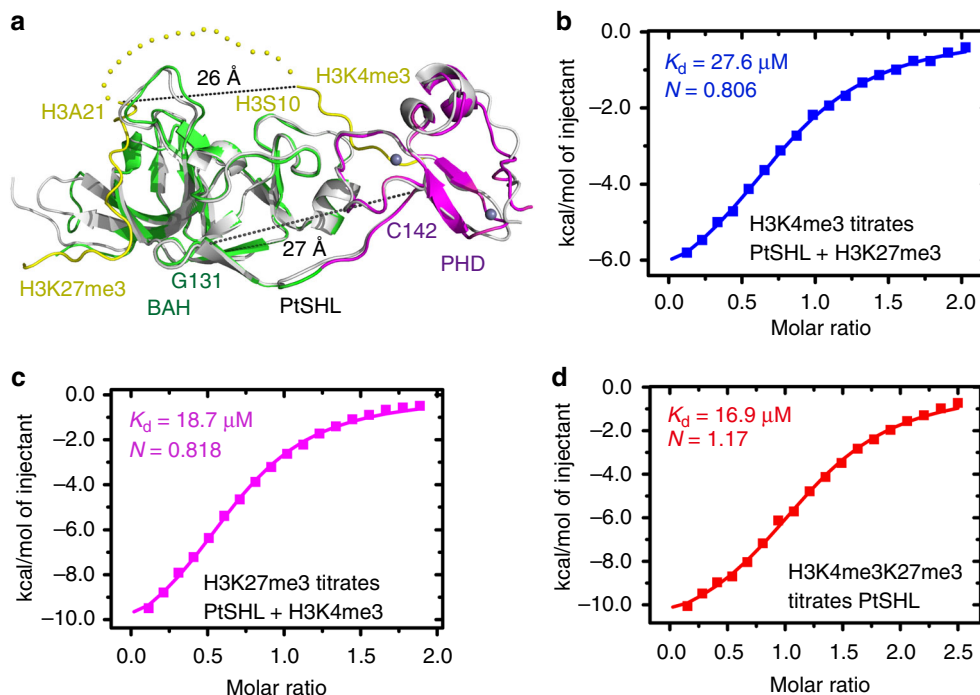 a
26 Å
H3K4me3
H3A21
H3S10
27 Å
C142
G131
H3K27me3
BAH
PtSHL
PHD
b
Kd = 27.6 μM
N = 0.806
−2.0
−4.0
−6.0
kcal/mol of injectant
H3K4me3 titrates
PtSHL + H3K27me3
0.0 0.5 1.0 1.5 2.0
Molar ratio
c
0.0
−2.0
−4.0
−6.0
−8.0
−10.0
kcal/mol of injectant
Kd = 18.7 μM
N = 0.818
H3K27me3 titrates
PtSHL + H3K4me3
0.0 0.5 1.0 1.5 2.0
Molar ratio
d
0.0
−2.0
−4.0
−6.0
−8.0
−10.0
kcal/mol of injectant
Kd = 16.9 μM
N = 1.17
H3K4me3K27me3
titrates PtSHL
0.0 0.5 1.0 1.5 2.0 2.5
Molar ratio